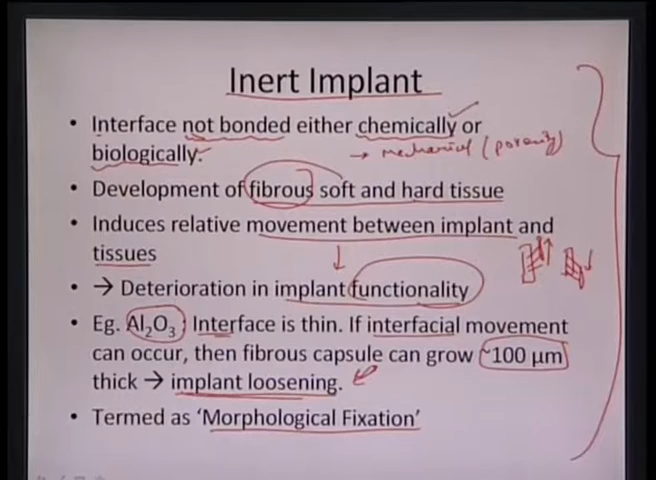 Inert Implant
• Interface not bonded either chemically or
biologically.
→ mechanical (porosity)
• Development of fibrous soft and hard tissue
• Induces relative movement between implant and
tissues
• → Deterioration in implant functionality
• Eg. Al₂O₃: Interface is thin. If interfacial movement
can occur, then fibrous capsule can grow ~100 μm
thick → implant loosening.
• Termed as ‘Morphological Fixation’